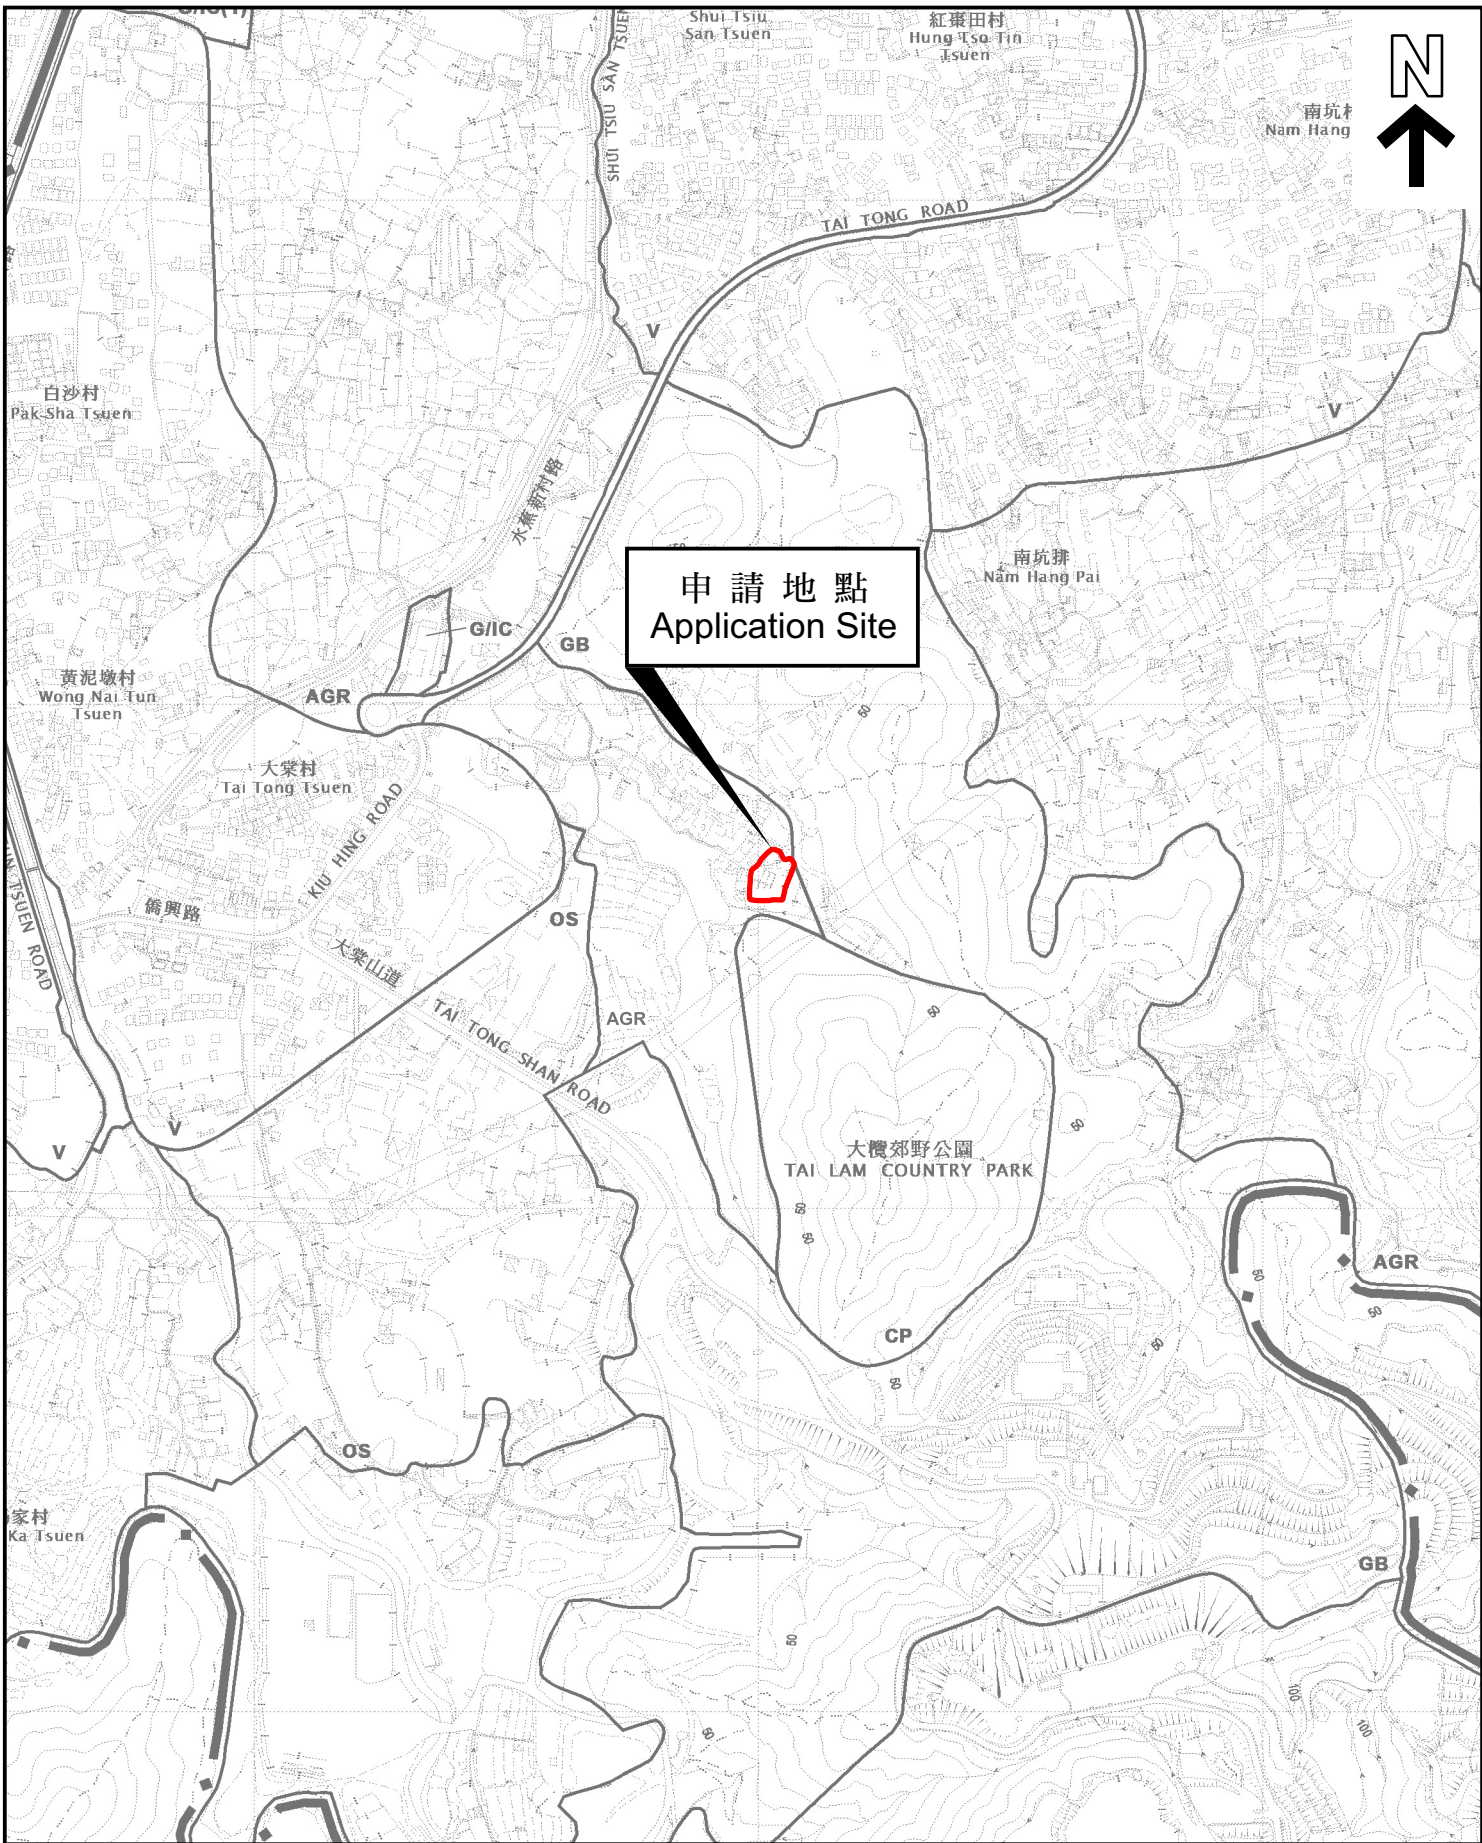 Shui Tsiu
San Tsuen
紅棗田村
Hung Tso Tin
Tsuen
N
南坑村
Nam Hang
SHUI TSIU SAN TSUEN
TAI TONG ROAD
V
白沙村
Pak Sha Tsuen
V
水蕉新村路
南坑排
Nam Hang Pai
申請地點
Application Site
G/IC
GB
黃泥墩村
Wong Nai Tun
Tsuen
AGR
50
大棠村
Tai Tong Tsuen
KIU HING ROAD
僑興路
OS
TSUEN ROAD
大棠山道
TAI TONG SHAN ROAD
AGR
50
50
V
V
大欖郊野公園
TAI LAM COUNTRY PARK
50
50
AGR
50
50
CP
50
50
OS
家村
Ka Tsuen
GB
50
100
100
50